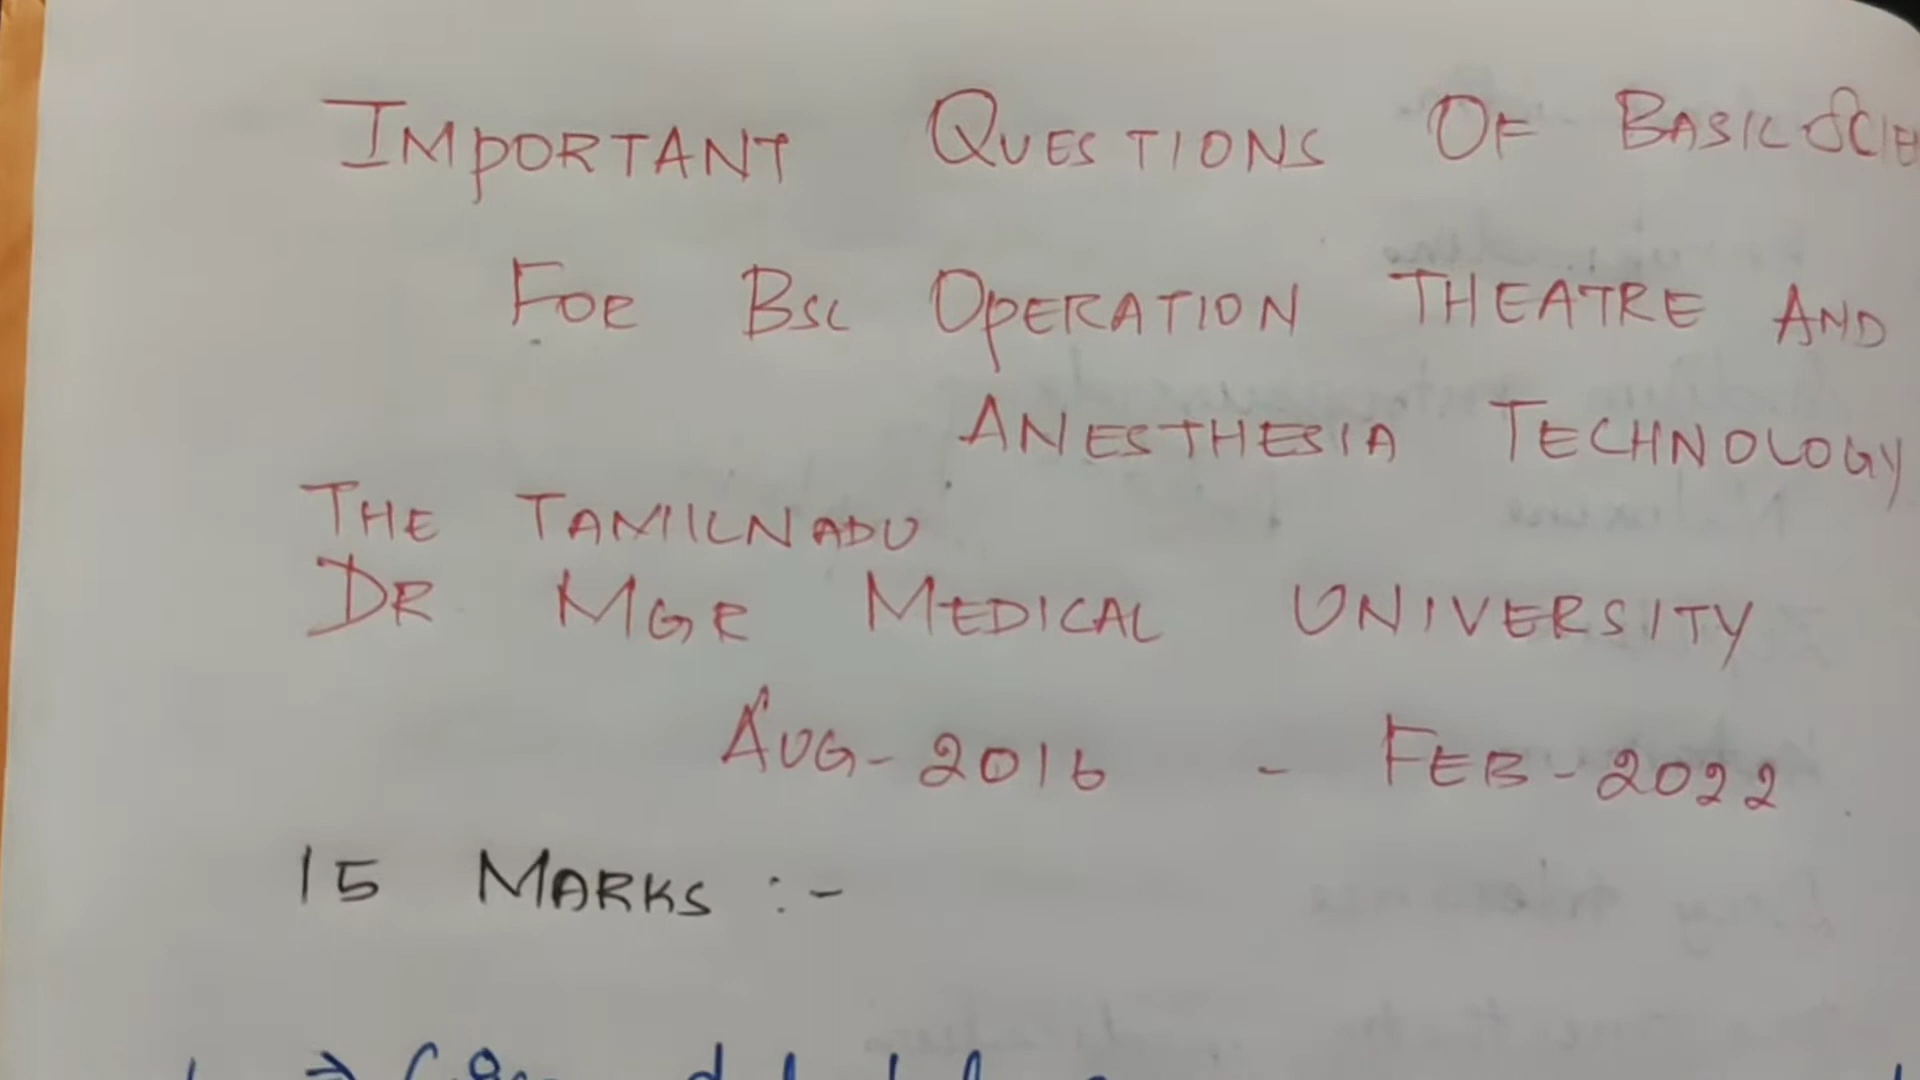 IMPORTANT QUESTIONS OF BASIC SCIE
FOR BSC OPERATION THEATRE AND
ANESTHESIA TECHNOLOGY
THE TAMILNADU
DR MGR MEDICAL UNIVERSITY
AUG-2016 - FEB-2022
15 MARKS :-